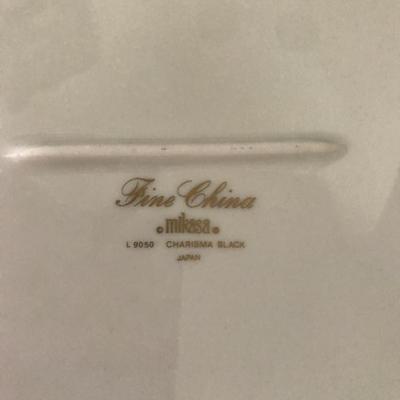 Fine China
©mikasa®
L 9050 CHARISMA BLACK
JAPAN